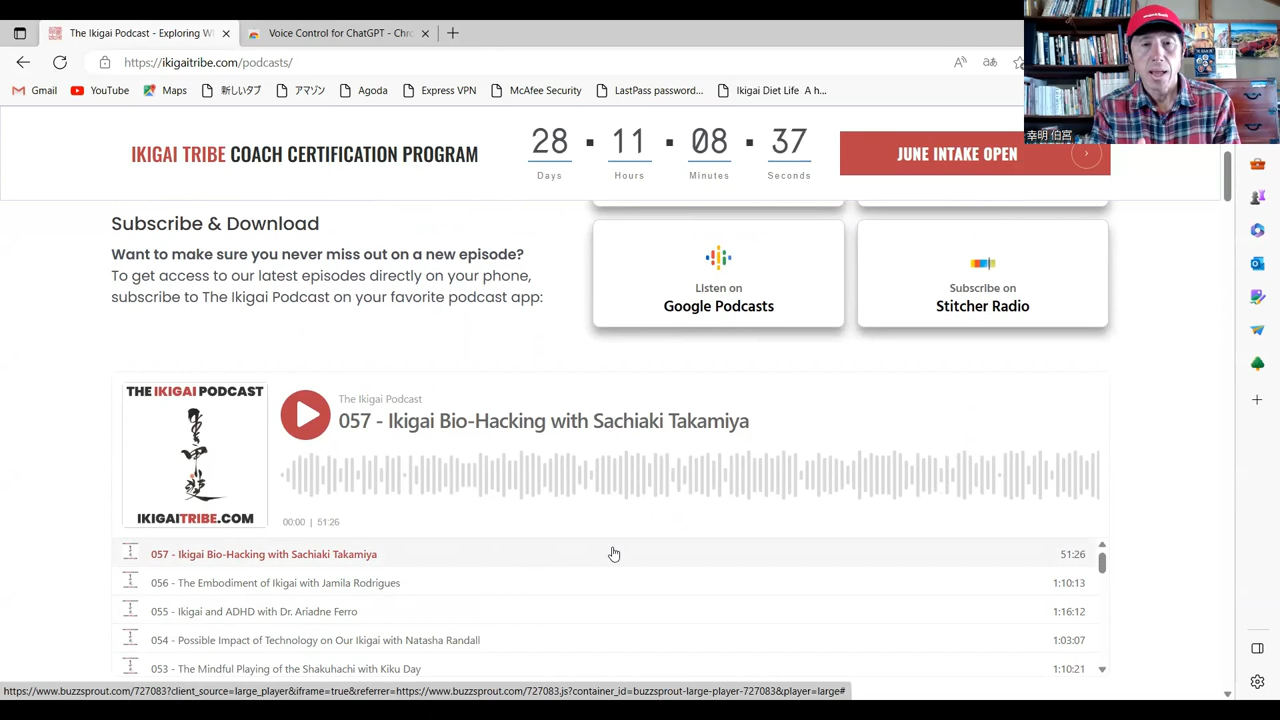 The Ikigai Podcast - Exploring W
Voice Control for ChatGPT - Chro
https://ikigaitribe.com/podcasts/
Gmail
YouTube
Maps
新しいタブ
アマゾン
Agoda
Express VPN
McAfee Security
LastPass password...
Ikigai Diet Life A h...
幸明 伯宮
IKIGAI TRIBE COACH CERTIFICATION PROGRAM
28 11 08 37
Days Hours Minutes Seconds
JUNE INTAKE OPEN
Subscribe & Download
Want to make sure you never miss out on a new episode?
To get access to our latest episodes directly on your phone,
subscribe to The Ikigai Podcast on your favorite podcast app:
Listen on
Google Podcasts
Subscribe on
Stitcher Radio
THE IKIGAI PODCAST
IKIGAITRIBE.COM
The Ikigai Podcast
057 - Ikigai Bio-Hacking with Sachiaki Takamiya
00:00 | 51:26
057 - Ikigai Bio-Hacking with Sachiaki Takamiya 51:26
056 - The Embodiment of Ikigai with Jamila Rodrigues 1:10:13
055 - Ikigai and ADHD with Dr. Ariadne Ferro 1:16:12
054 - Possible Impact of Technology on Our Ikigai with Natasha Randall 1:03:07
053 - The Mindful Playing of the Shakuhachi with Kiku Day 1:10:21
https://www.buzzsprout.com/727083?client_source=large_player&iframe=true&referrer=https://www.buzzsprout.com/727083.js?container_id=buzzsprout-large-player-727083&player=large#